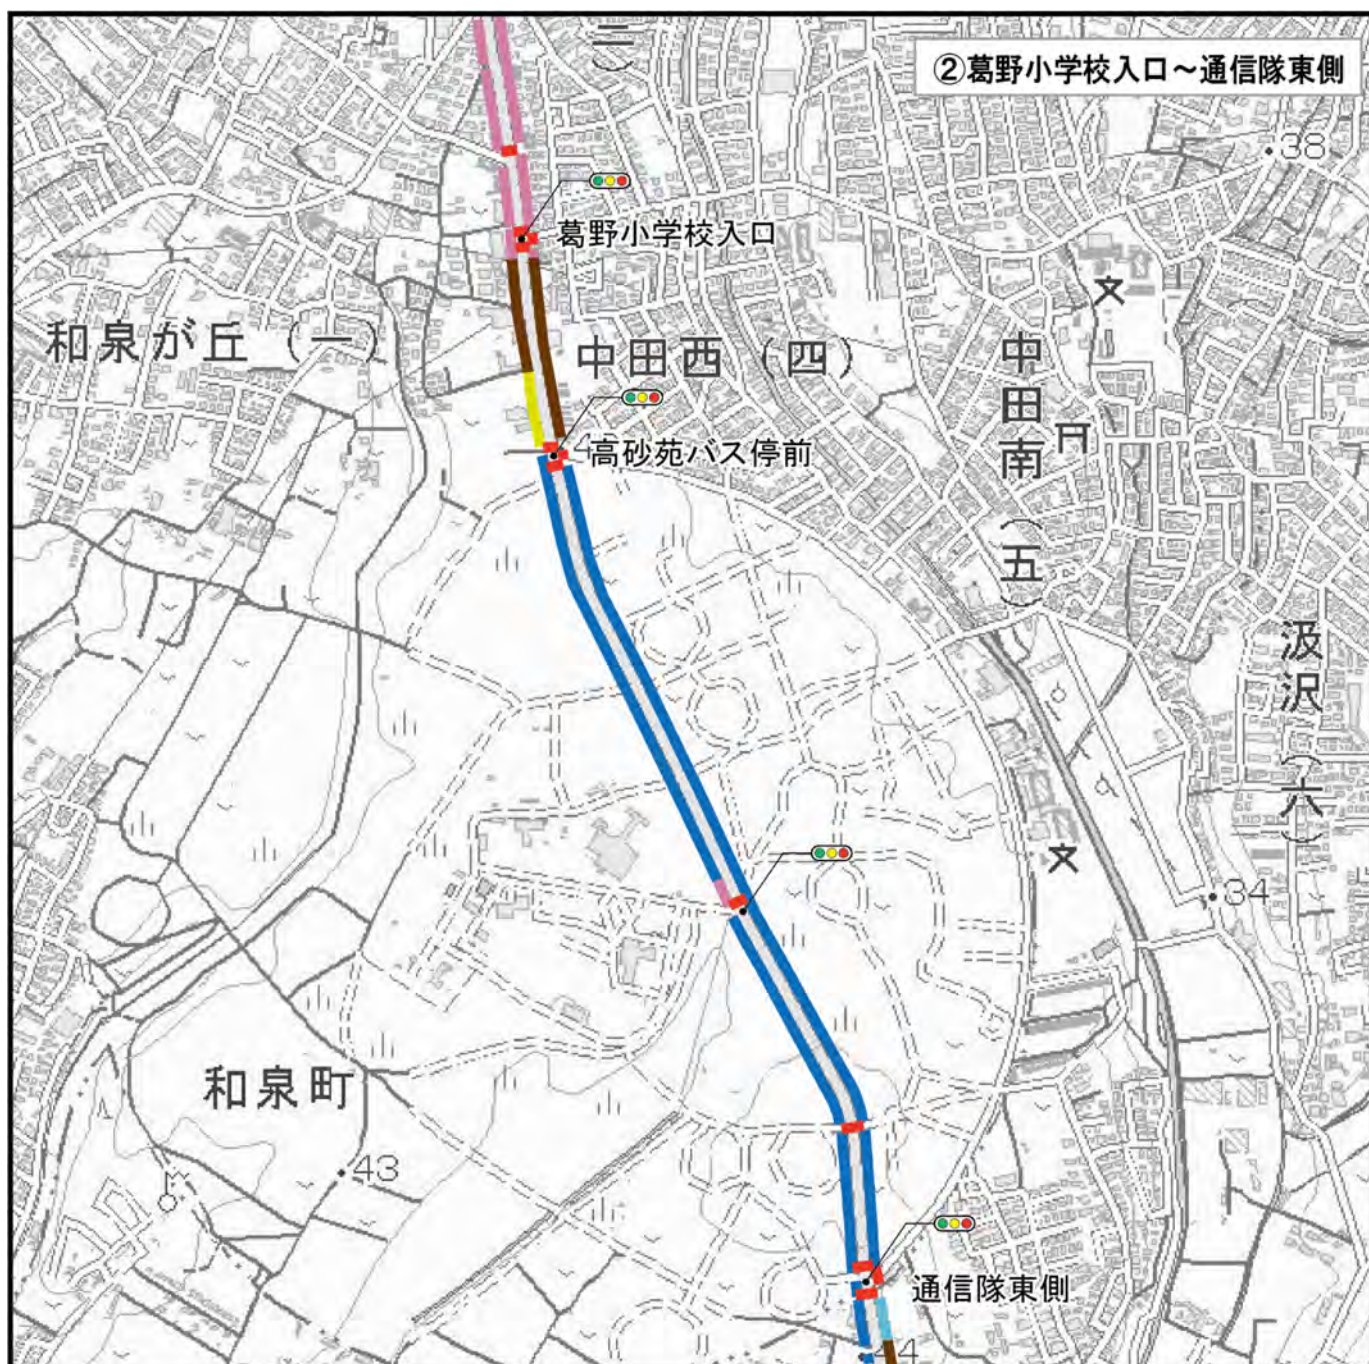 ②葛野小学校入口～通信隊東側
38
葛野小学校入口
和泉が丘（一）
中田西（四）
中田南（五）
高砂苑バス停前
汲沢（六）
34
和泉町
43
通信隊東側
44